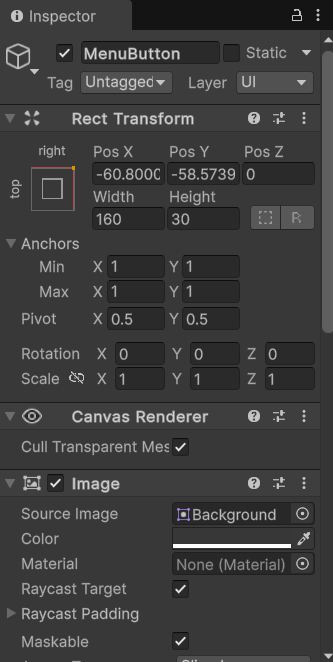 Inspector
MenuButton Static
Tag Untagged Layer UI
Rect Transform
right
top
Pos X Pos Y Pos Z
-60.8000 -58.5739 0
Width Height
160 30
R
Anchors
Min X 1 Y 1
Max X 1 Y 1
Pivot X 0.5 Y 0.5
Rotation X 0 Y 0 Z 0
Scale X 1 Y 1 Z 1
Canvas Renderer
Cull Transparent Mes
Image
Source Image Background
Color
Material None (Material)
Raycast Target
Raycast Padding
Maskable